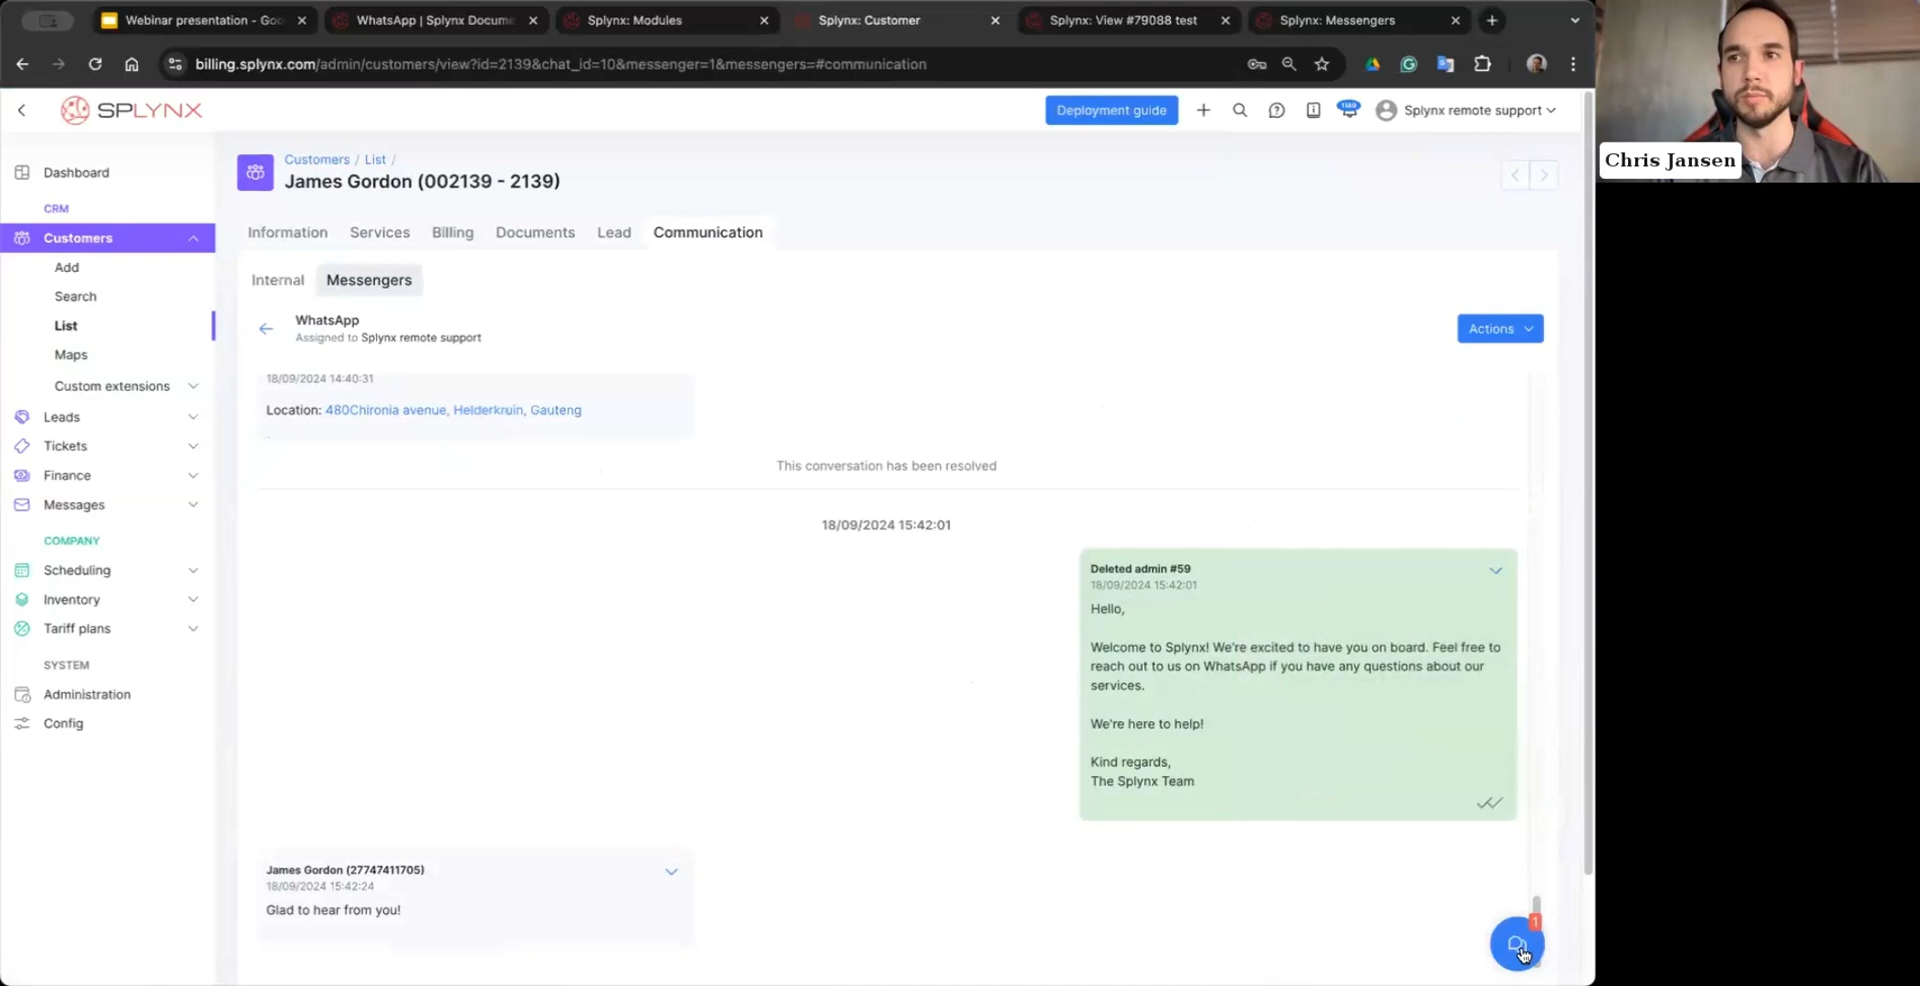 Webinar presentation - Goo
WhatsApp | Splynx Docume
Splynx: Modules
Splynx: Customer
Splynx: View #79088 test
Splynx: Messengers
billing.splynx.com/admin/customers/view?id=2139&chat_id=10&messenger=1&messengers=#communication
SPLYNX
Deployment guide
1180
Splynx remote support
Chris Jansen
Dashboard
CRM
Customers
Add
Search
List
Maps
Custom extensions
Leads
Tickets
Finance
Messages
COMPANY
Scheduling
Inventory
Tariff plans
SYSTEM
Administration
Config
Customers / List /
James Gordon (002139 - 2139)
Information
Services
Billing
Documents
Lead
Communication
Internal
Messengers
WhatsApp
Assigned to Splynx remote support
Actions
18/09/2024 14:40:31
Location: 480Chironia avenue, Helderkruin, Gauteng
This conversation has been resolved
18/09/2024 15:42:01
Deleted admin #59
18/09/2024 15:42:01
Hello,
Welcome to Splynx! We're excited to have you on board. Feel free to
reach out to us on WhatsApp if you have any questions about our
services.
We're here to help!
Kind regards,
The Splynx Team
James Gordon (27747411705)
18/09/2024 15:42:24
Glad to hear from you!
1